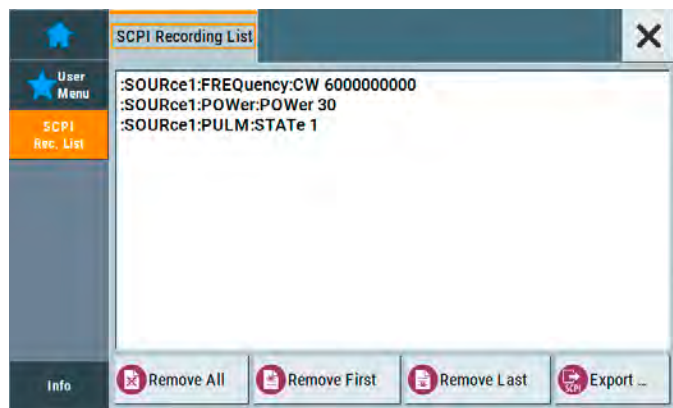 SCPI Recording List
User
Menu
SCPI
Rec. List
:SOURce1:FREQuency:CW 6000000000
:SOURce1:POWer:POWer 30
:SOURce1:PULM:STATe 1
Info
Remove All
Remove First
Remove Last
SCPI
Export ...